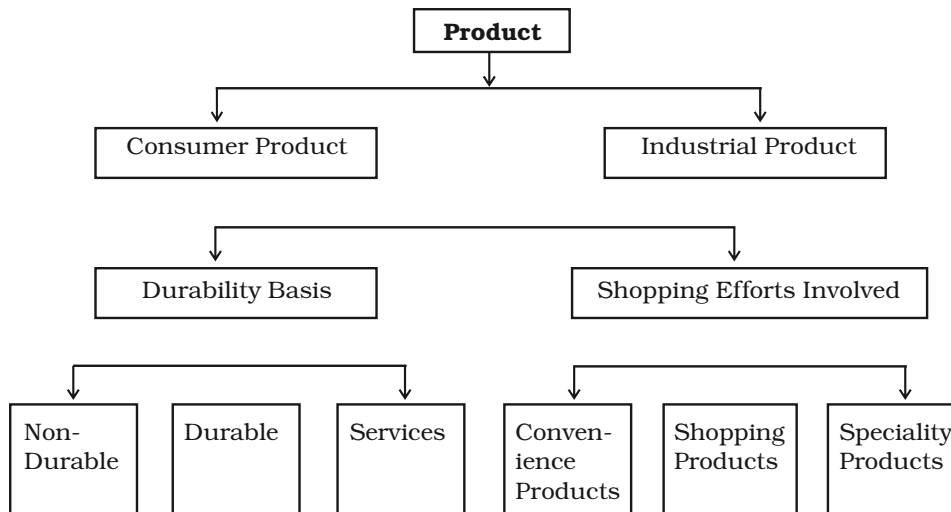 Product
Consumer Product
Industrial Product
Durability Basis
Shopping Efforts Involved
Non-
Durable
Durable
Services
Conven-
ience
Products
Shopping
Products
Speciality
Products